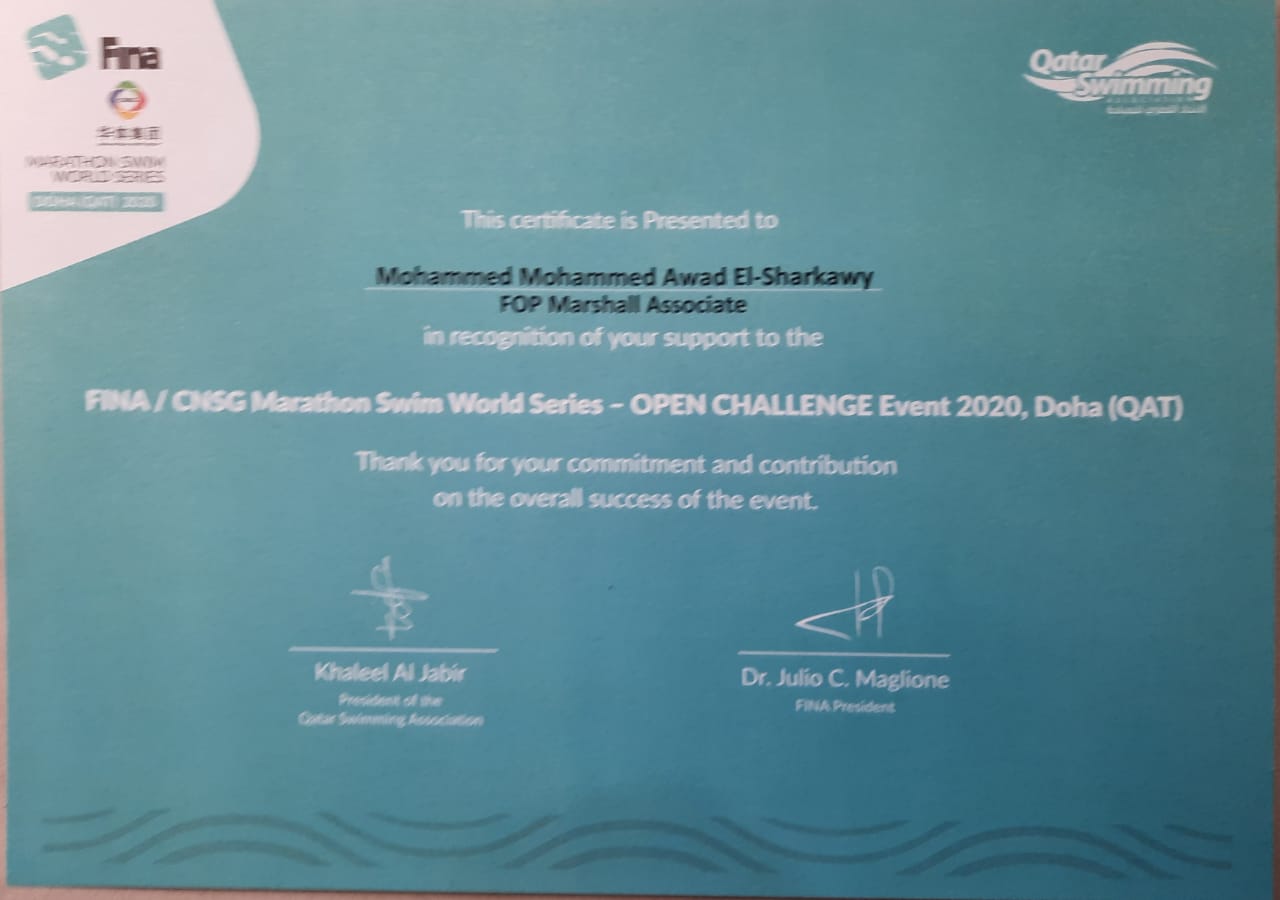 Fina
华体集团
MARATHON SWIM
WORLD SERIES
DOHA (QAT) 2020
Qatar
Swimming
ASSOCIATION
This certificate is Presented to
Mohammed Mohammed Awad El-Sharkawy
FOP Marshall Associate
in recognition of your support to the
FINA / CNSG Marathon Swim World Series – OPEN CHALLENGE Event 2020, Doha (QAT)
Thank you for your commitment and contribution
on the overall success of the event.
Khaleel Al Jabir
President of the
Qatar Swimming Association
Dr. Julio C. Maglione
FINA President